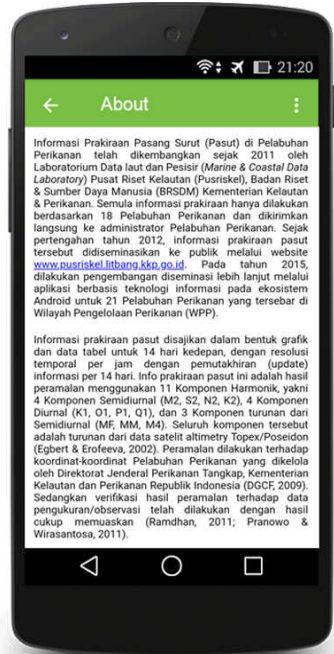 21:20
About
Informasi Prakiraan Pasang Surut (Pasut) di Pelabuhan
Perikanan telah dikembangkan sejak 2011 oleh
Laboratorium Data laut dan Pesisir (Marine & Coastal Data
Laboratory) Pusat Riset Kelautan (Pusriskel), Badan Riset
& Sumber Daya Manusia (BRSDM) Kementerian Kelautan
& Perikanan. Semula informasi prakiraan hanya dilakukan
berdasarkan 18 Pelabuhan Perikanan dan dikirimkan
langsung ke administrator Pelabuhan Perikanan. Sejak
pertengahan tahun 2012, informasi prakiraan pasut
tersebut didiseminasikan ke publik melalui website
www.pusriskel.litbang.kkp.go.id. Pada tahun 2015,
dilakukan pengembangan diseminasi lebih lanjut melalui
aplikasi berbasis teknologi informasi pada ekosistem
Android untuk 21 Pelabuhan Perikanan yang tersebar di
Wilayah Pengelolaan Perikanan (WPP).
Informasi prakiraan pasut disajikan dalam bentuk grafik
dan data tabel untuk 14 hari kedepan, dengan resolusi
temporal per jam dengan pemutakhiran (update)
informasi per 14 hari. Info prakiraan pasut ini adalah hasil
peramalan menggunakan 11 Komponen Harmonik, yakni
4 Komponen Semidiurnal (M2, S2, N2, K2), 4 Komponen
Diurnal (K1, O1, P1, Q1), dan 3 Komponen turunan dari
Semidiurnal (MF, MM, M4). Seluruh komponen tersebut
adalah turunan dari data satelit altimetry Topex/Poseidon
(Egbert & Erofeeva, 2002). Peramalan dilakukan terhadap
koordinat-koordinat Pelabuhan Perikanan yang dikelola
oleh Direktorat Jenderal Perikanan Tangkap, Kementerian
Kelautan dan Perikanan Republik Indonesia (DGCF, 2009).
Sedangkan verifikasi hasil peramalan terhadap data
pengukuran/observasi telah dilakukan dengan hasil
cukup memuaskan (Ramdhan, 2011; Pranowo &
Wirasantosa, 2011).